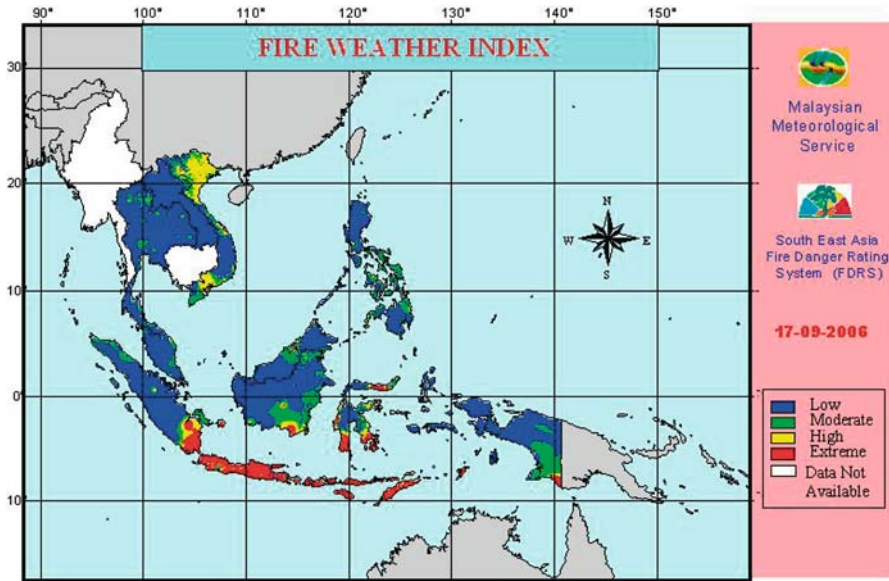 90° 100° 110° 120° 130° 140° 150°
FIRE WEATHER INDEX
30
20
10
0°
10
N
W E
S
Malaysian
Meteorological
Service
South East Asia
Fire Danger Rating
System (FDRS)
17-09-2006
Low
Moderate
High
Extreme
Data Not
Available